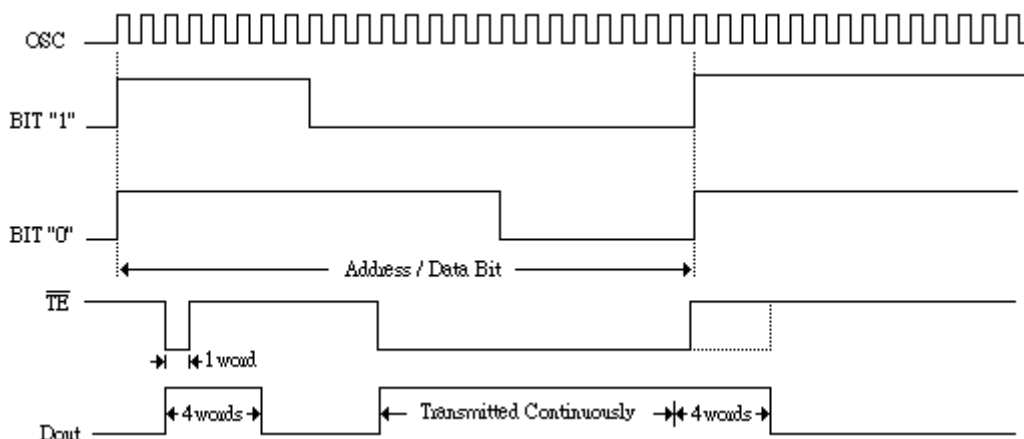 OSC
BIT "1"
BIT "0"
Address / Data Bit
TE
1 word
4 words
Transmitted Continuously
4 words
Dout